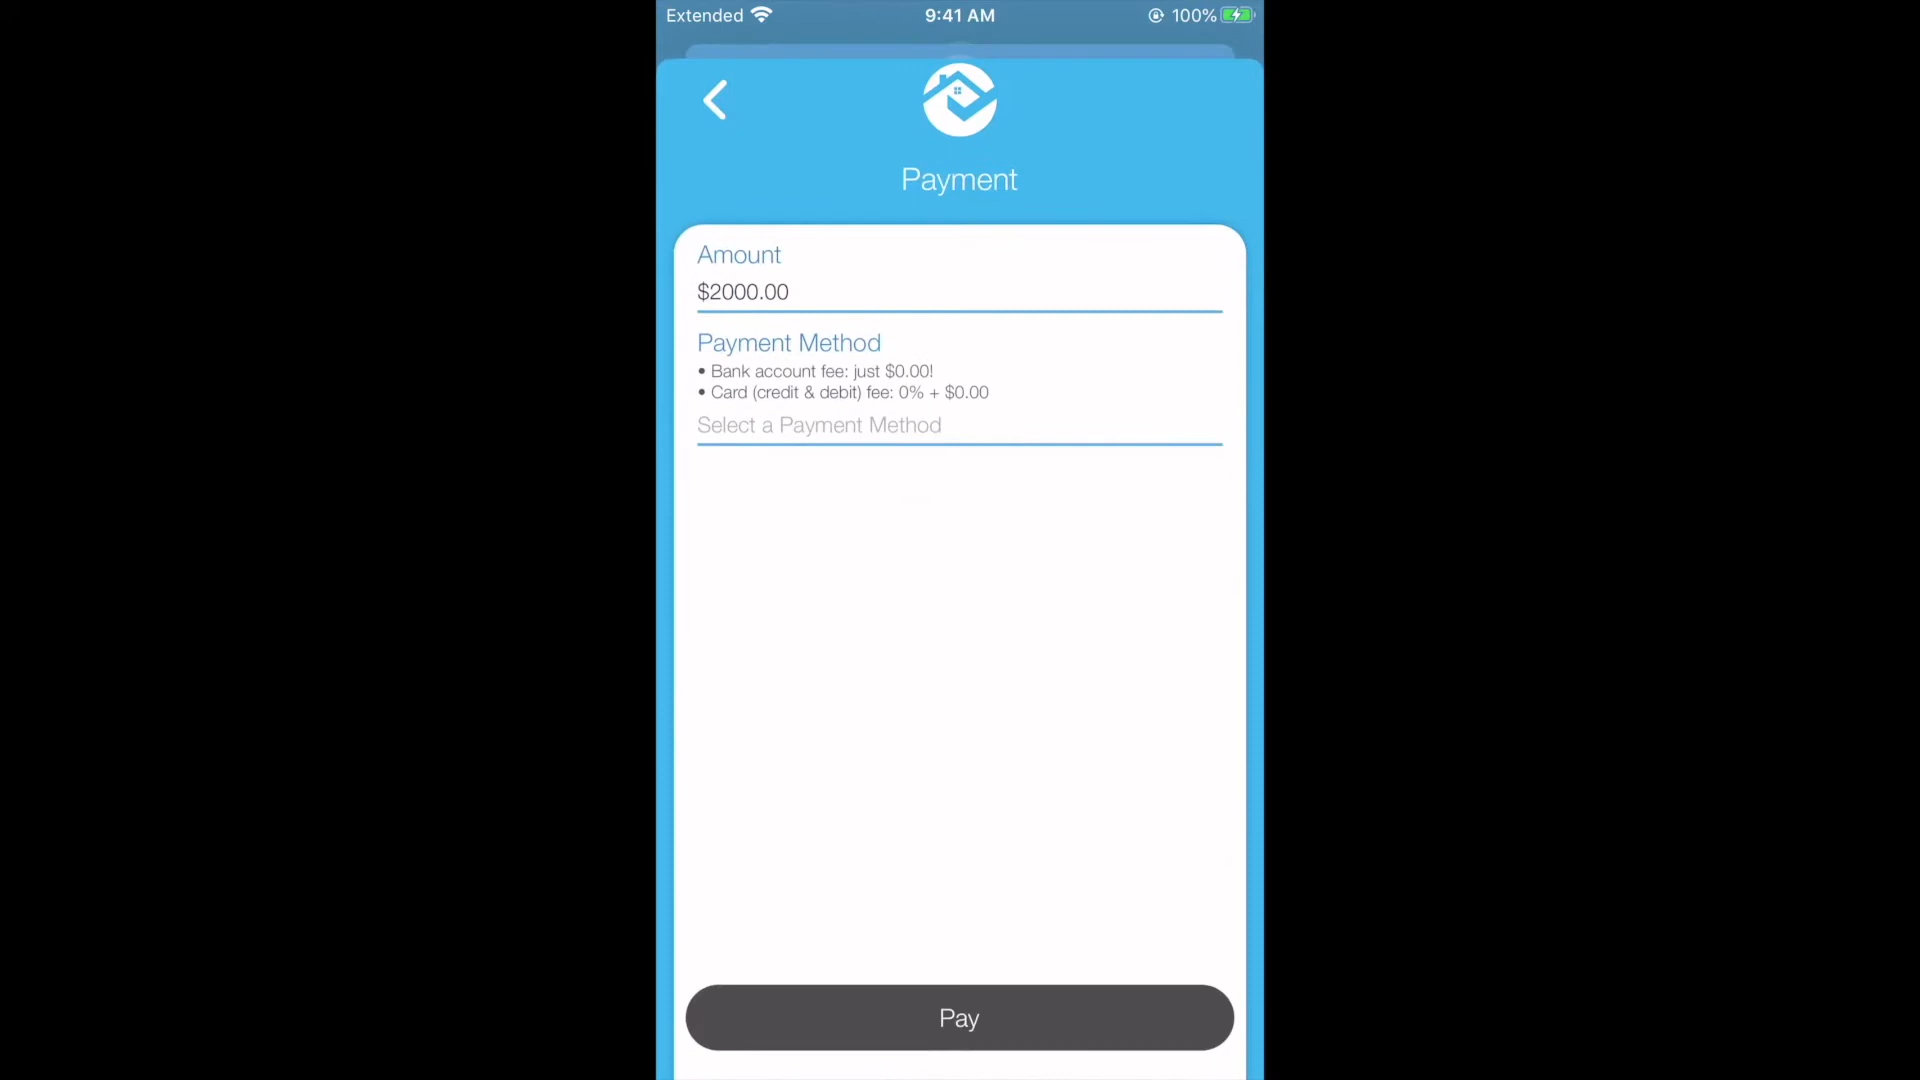 Extended 9:41 AM 100%
Payment
Amount
$2000.00
Payment Method
• Bank account fee: just $0.00!
• Card (credit & debit) fee: 0% + $0.00
Select a Payment Method
Pay